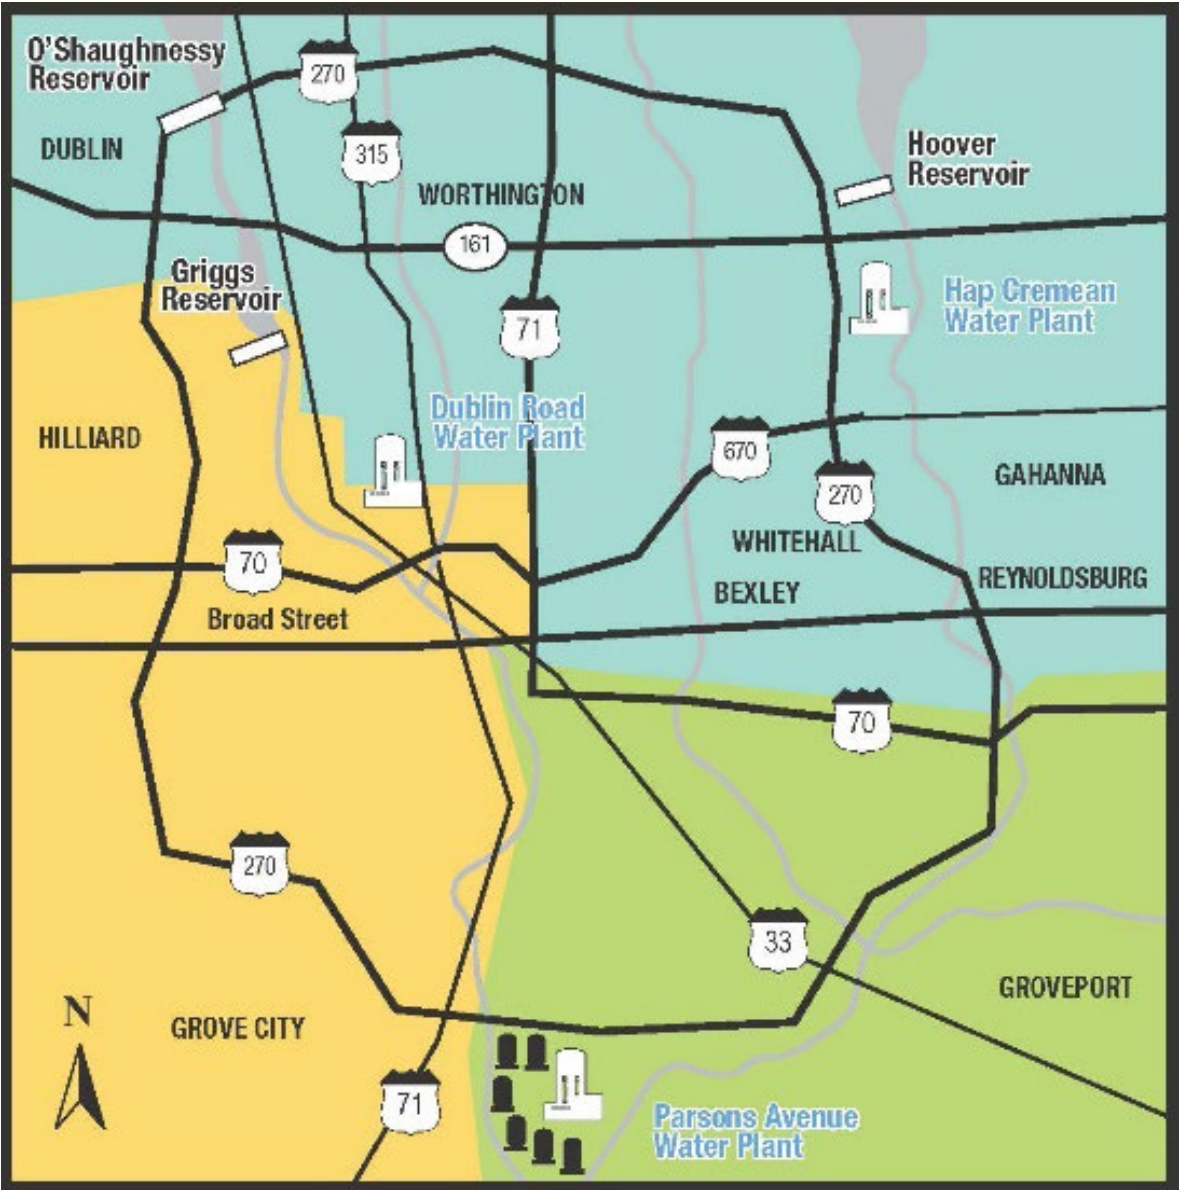 O'Shaughnessy
Reservoir
270
DUBLIN
315
Hoover
Reservoir
WORTHINGTON
161
Griggs
Reservoir
Hap Cremean
Water Plant
71
Dublin Road
Water Plant
HILLIARD
670
GAHANNA
270
WHITEHALL
70
REYNOLDSBURG
BEXLEY
Broad Street
70
270
33
GROVEPORT
N
GROVE CITY
71
Parsons Avenue
Water Plant